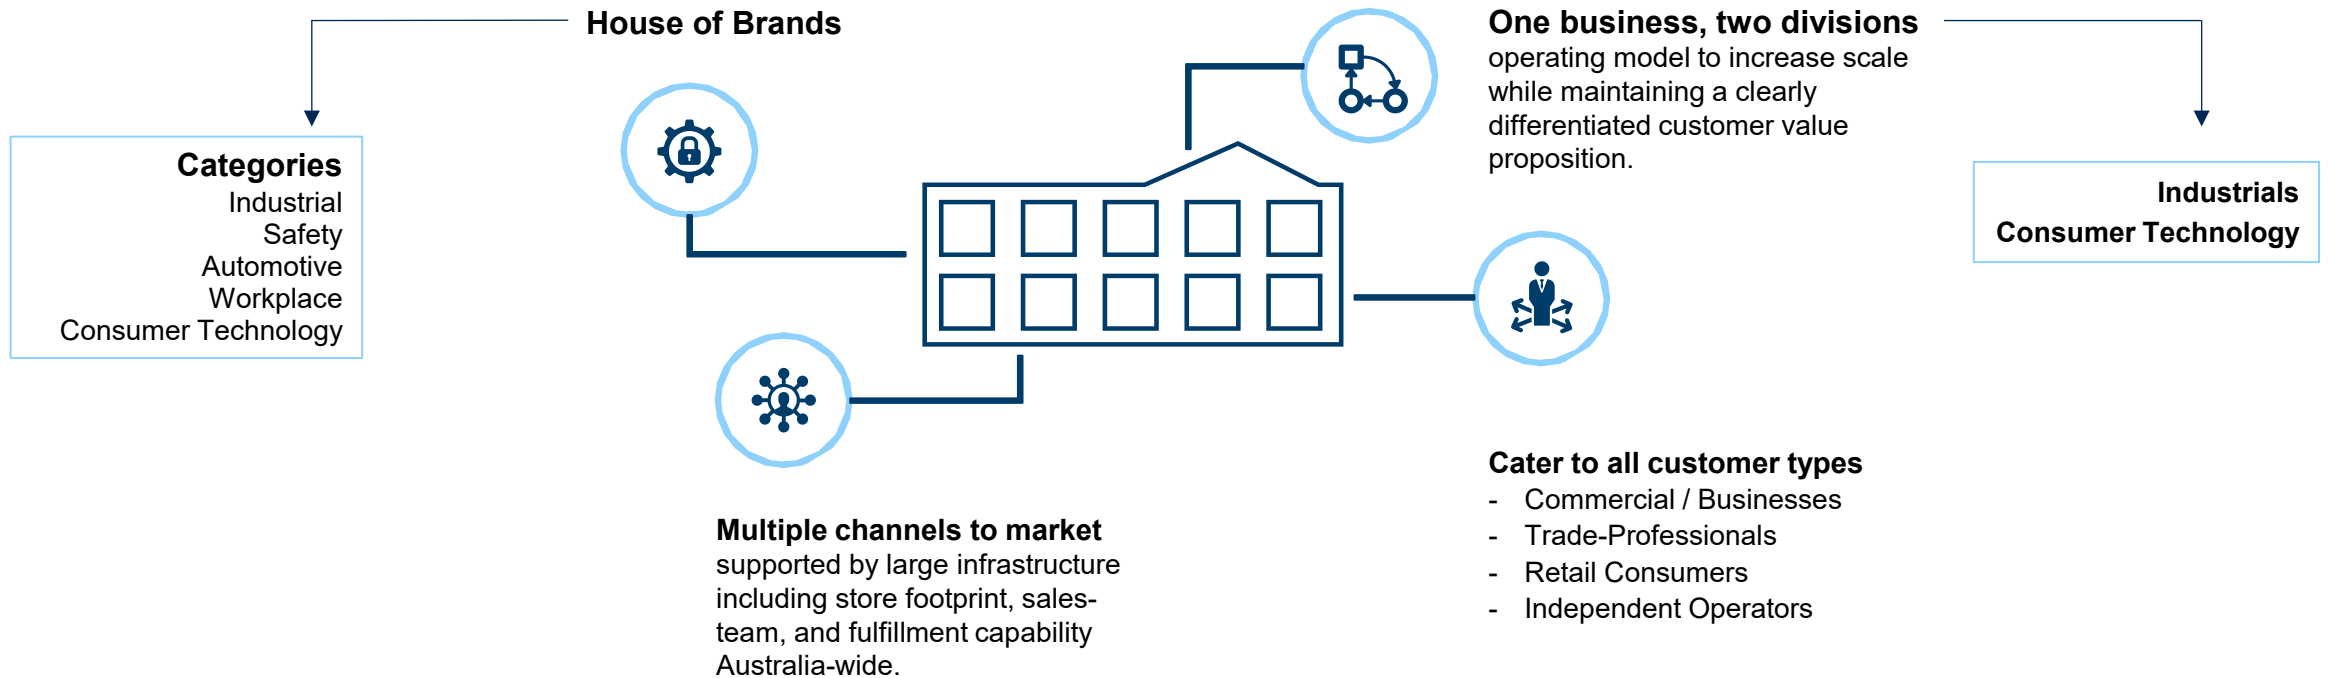 House of Brands
Categories
Industrial
Safety
Automotive
Workplace
Consumer Technology
One business, two divisions
operating model to increase scale
while maintaining a clearly
differentiated customer value
proposition.
Industrials
Consumer Technology
Multiple channels to market
supported by large infrastructure
including store footprint, sales-
team, and fulfillment capability
Australia-wide.
Cater to all customer types
- Commercial / Businesses
- Trade-Professionals
- Retail Consumers
- Independent Operators